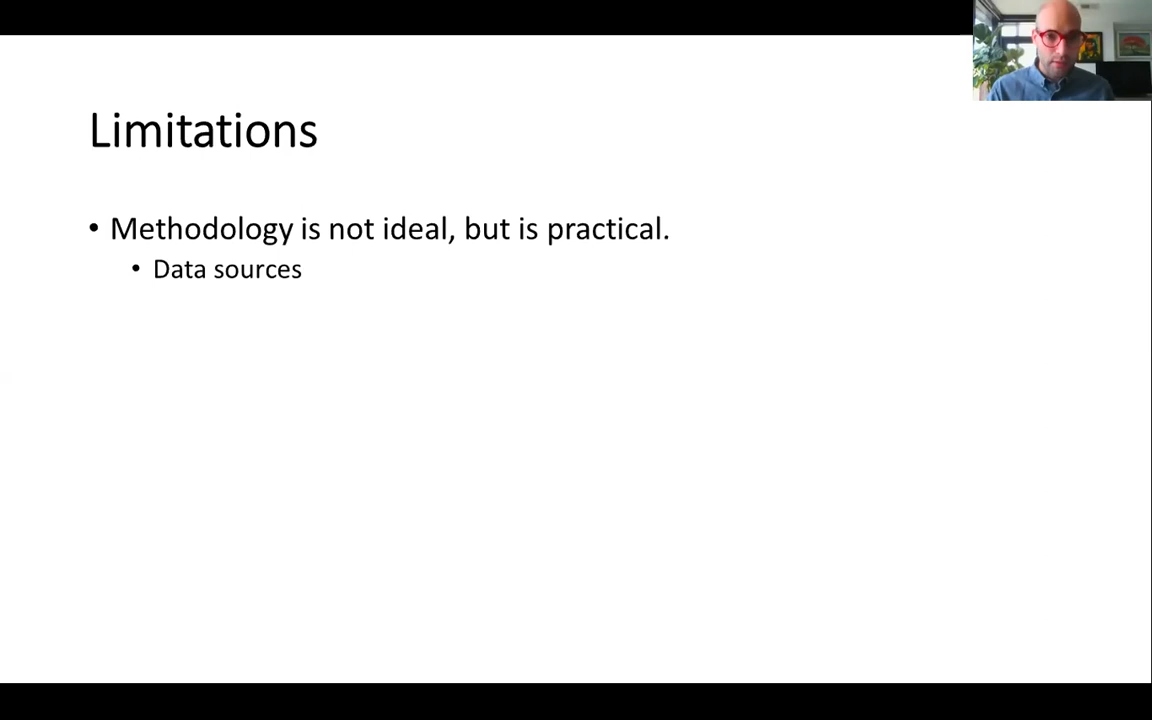 Limitations
• Methodology is not ideal, but is practical.
• Data sources